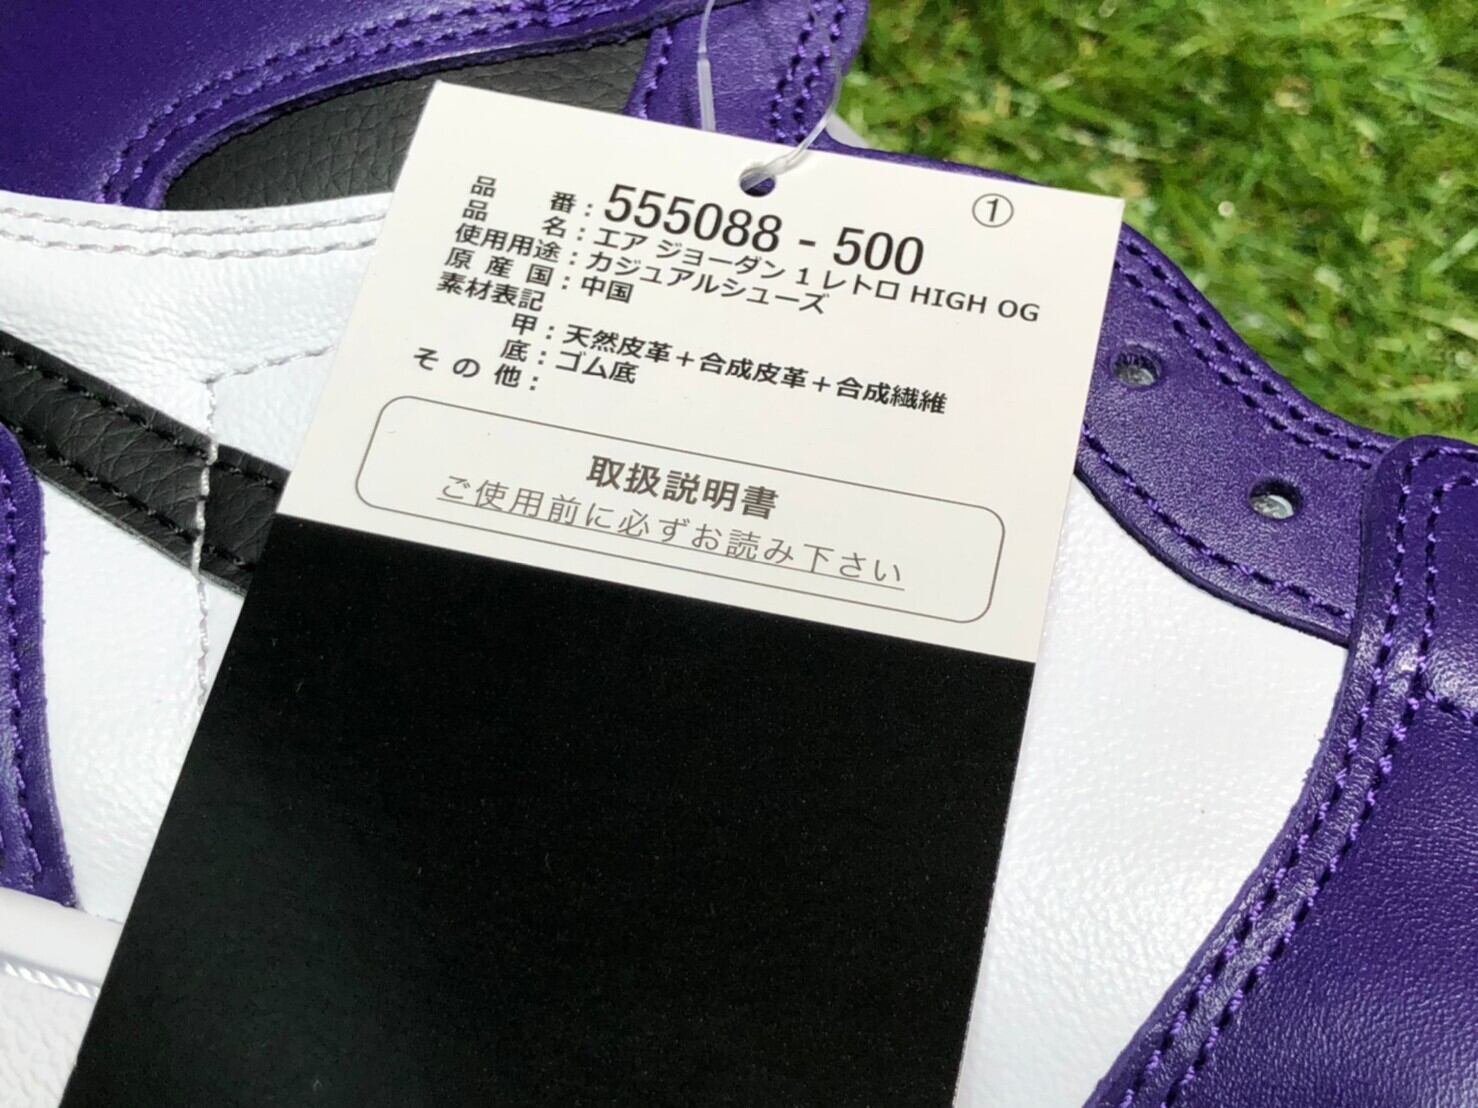 ①
品番：555088 - 500
品名：エア ジョーダン 1 レトロ HIGH OG
使用用途：カジュアルシューズ
原産国：中国
素材表記
甲：天然皮革＋合成皮革＋合成繊維
底：ゴム底
その他：
取扱説明書
ご使用前に必ずお読み下さい